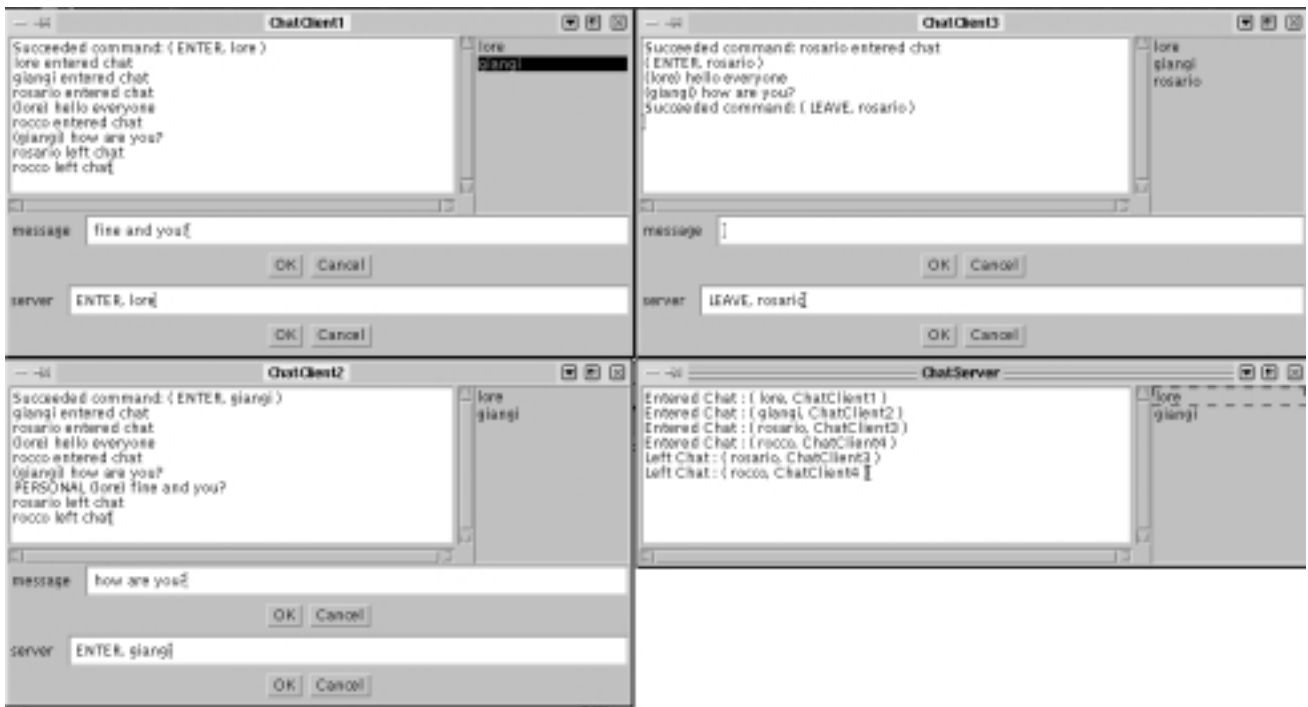 ChatClient1
Succeeded command: ( ENTER, lore )
lore entered chat
giangi entered chat
rosario entered chat
(lore) hello everyone
rocco entered chat
(giangi) how are you?
rosario left chat
rocco left chat
lore
giangi
message fine and you?
OK Cancel
server ENTER, lore
OK Cancel
ChatClient3
Succeeded command: rosario entered chat
( ENTER, rosario )
(lore) hello everyone
(giangi) how are you?
Succeeded command: ( LEAVE, rosario )
lore
giangi
rosario
message
OK Cancel
server LEAVE, rosario
OK Cancel
ChatClient2
Succeeded command: ( ENTER, giangi )
giangi entered chat
rosario entered chat
(lore) hello everyone
rocco entered chat
(giangi) how are you?
PERSONAL (lore) fine and you?
rosario left chat
rocco left chat
lore
giangi
message how are you?
OK Cancel
server ENTER, giangi
OK Cancel
ChatServer
Entered Chat : ( lore, ChatClient1 )
Entered Chat : ( giangi, ChatClient2 )
Entered Chat : ( rosario, ChatClient3 )
Entered Chat : ( rocco, ChatClient4 )
Left Chat : ( rosario, ChatClient3 )
Left Chat : ( rocco, ChatClient4 )
lore
giangi